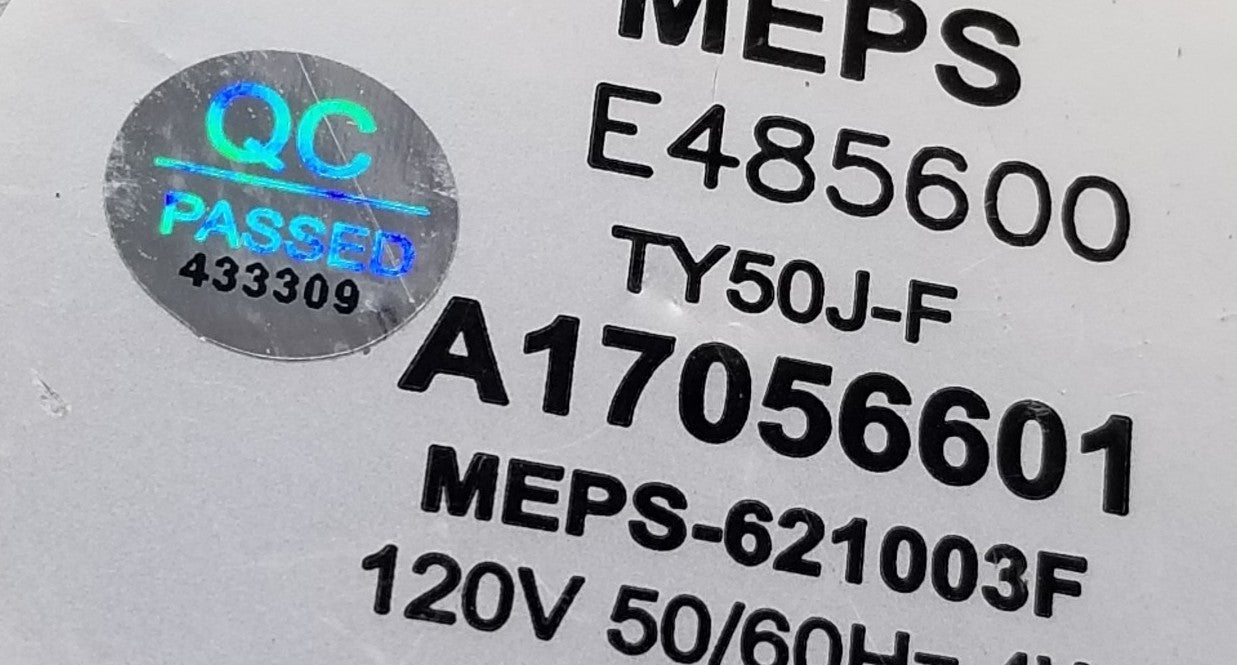 MEPS
E485600
QC
PASSED
433309
TY50J-F
A17056601
MEPS-621003F
120V 50/60Hz